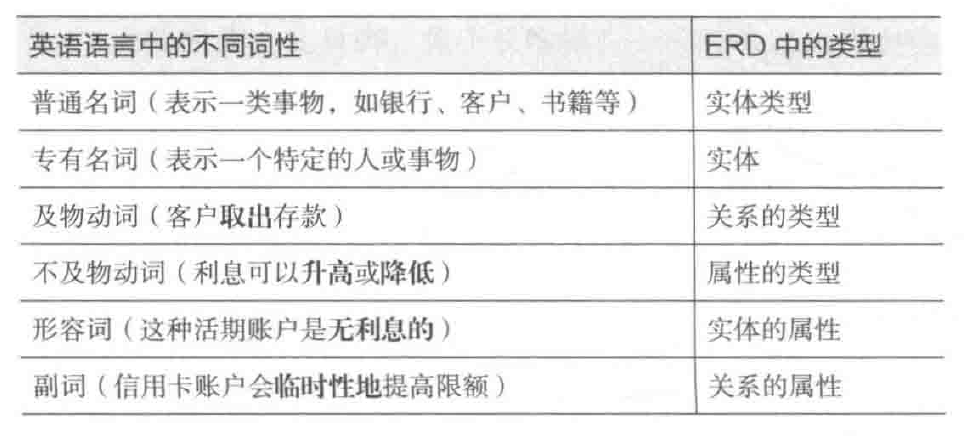 英语语言中的不同词性 ERD 中的类型
普通名词（表示一类事物，如银行、客户、书籍等） 实体类型
专有名词（表示一个特定的人或事物） 实体
及物动词（客户取出存款） 关系的类型
不及物动词（利息可以升高或降低） 属性的类型
形容词（这种活期账户是无利息的） 实体的属性
副词（信用卡账户会临时性地提高限额） 关系的属性